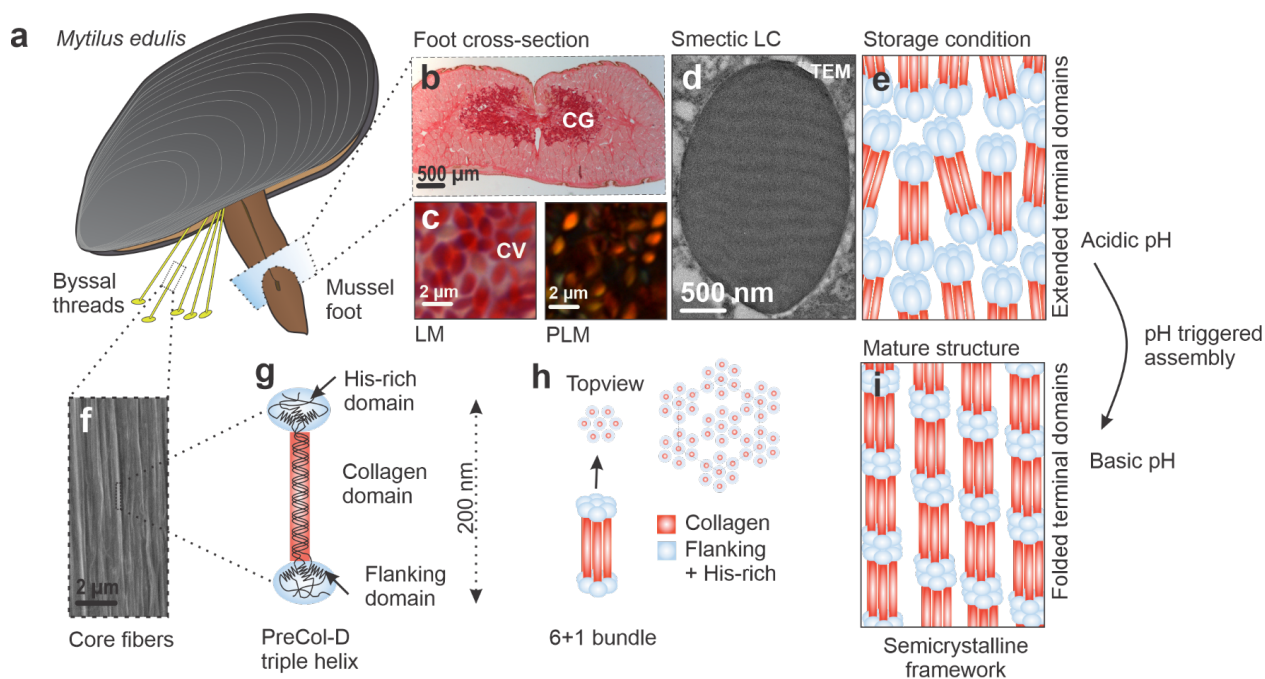 a
Mytilus edulis
Byssal
threads
Mussel
foot
Foot cross-section
b
CG
500 µm
c
CV
2 µm
LM
2 µm
PLM
Smectic LC
d
TEM
500 nm
Storage condition
e
Extended terminal domains
Acidic pH
pH triggered
assembly
Basic pH
f
2 µm
Core fibers
g
His-rich
domain
Collagen
domain
Flanking
domain
200 nm
PreCol-D
triple helix
h
Topview
Collagen
Flanking
+ His-rich
6+1 bundle
Mature structure
i
Folded terminal domains
Semicrystalline
framework